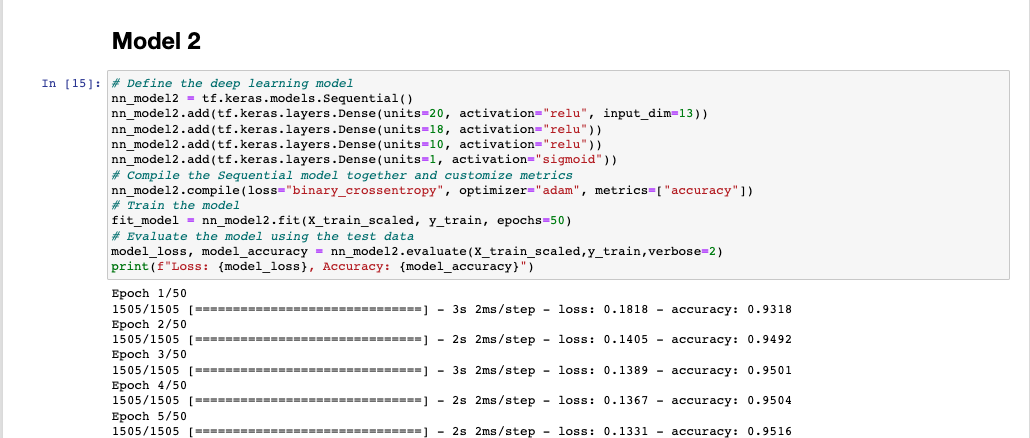 Model 2
In [15]:
# Define the deep learning model
nn_model2 = tf.keras.models.Sequential()
nn_model2.add(tf.keras.layers.Dense(units=20, activation="relu", input_dim=13))
nn_model2.add(tf.keras.layers.Dense(units=18, activation="relu"))
nn_model2.add(tf.keras.layers.Dense(units=10, activation="relu"))
nn_model2.add(tf.keras.layers.Dense(units=1, activation="sigmoid"))
# Compile the Sequential model together and customize metrics
nn_model2.compile(loss="binary_crossentropy", optimizer="adam", metrics=["accuracy"])
# Train the model
fit_model = nn_model2.fit(X_train_scaled, y_train, epochs=50)
# Evaluate the model using the test data
model_loss, model_accuracy = nn_model2.evaluate(X_train_scaled,y_train,verbose=2)
print(f"Loss: {model_loss}, Accuracy: {model_accuracy}")
Epoch 1/50
1505/1505 [==============================] - 3s 2ms/step - loss: 0.1818 - accuracy: 0.9318
Epoch 2/50
1505/1505 [==============================] - 2s 2ms/step - loss: 0.1405 - accuracy: 0.9492
Epoch 3/50
1505/1505 [==============================] - 3s 2ms/step - loss: 0.1389 - accuracy: 0.9501
Epoch 4/50
1505/1505 [==============================] - 2s 2ms/step - loss: 0.1367 - accuracy: 0.9504
Epoch 5/50
1505/1505 [==============================] - 2s 2ms/step - loss: 0.1331 - accuracy: 0.9516